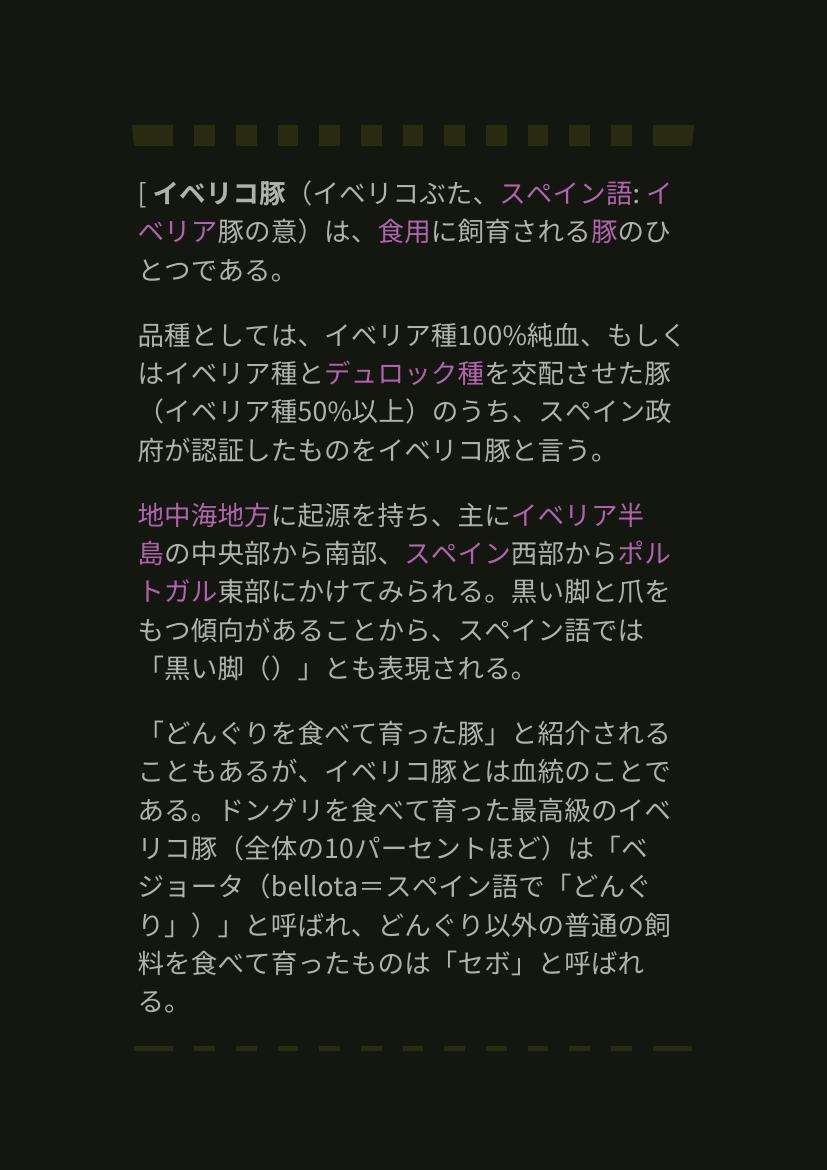 [ イベリコ豚（イベリコぶた、スペイン語: イ
ベリア豚の意）は、食用に飼育される豚のひ
とつである。
品種としては、イベリア種100%純血、もしく
はイベリア種とデュロック種を交配させた豚
（イベリア種50%以上）のうち、スペイン政
府が認証したものをイベリコ豚と言う。
地中海地方に起源を持ち、主にイベリア半
島の中央部から南部、スペイン西部からポル
トガル東部にかけてみられる。黒い脚と爪を
もつ傾向があることから、スペイン語では
「黒い脚（）」とも表現される。
「どんぐりを食べて育った豚」と紹介される
こともあるが、イベリコ豚とは血統のことで
ある。ドングリを食べて育った最高級のイベ
リコ豚（全体の10パーセントほど）は「ベ
ジョータ（bellota＝スペイン語で「どんぐ
り」）」と呼ばれ、どんぐり以外の普通の飼
料を食べて育ったものは「セボ」と呼ばれ
る。